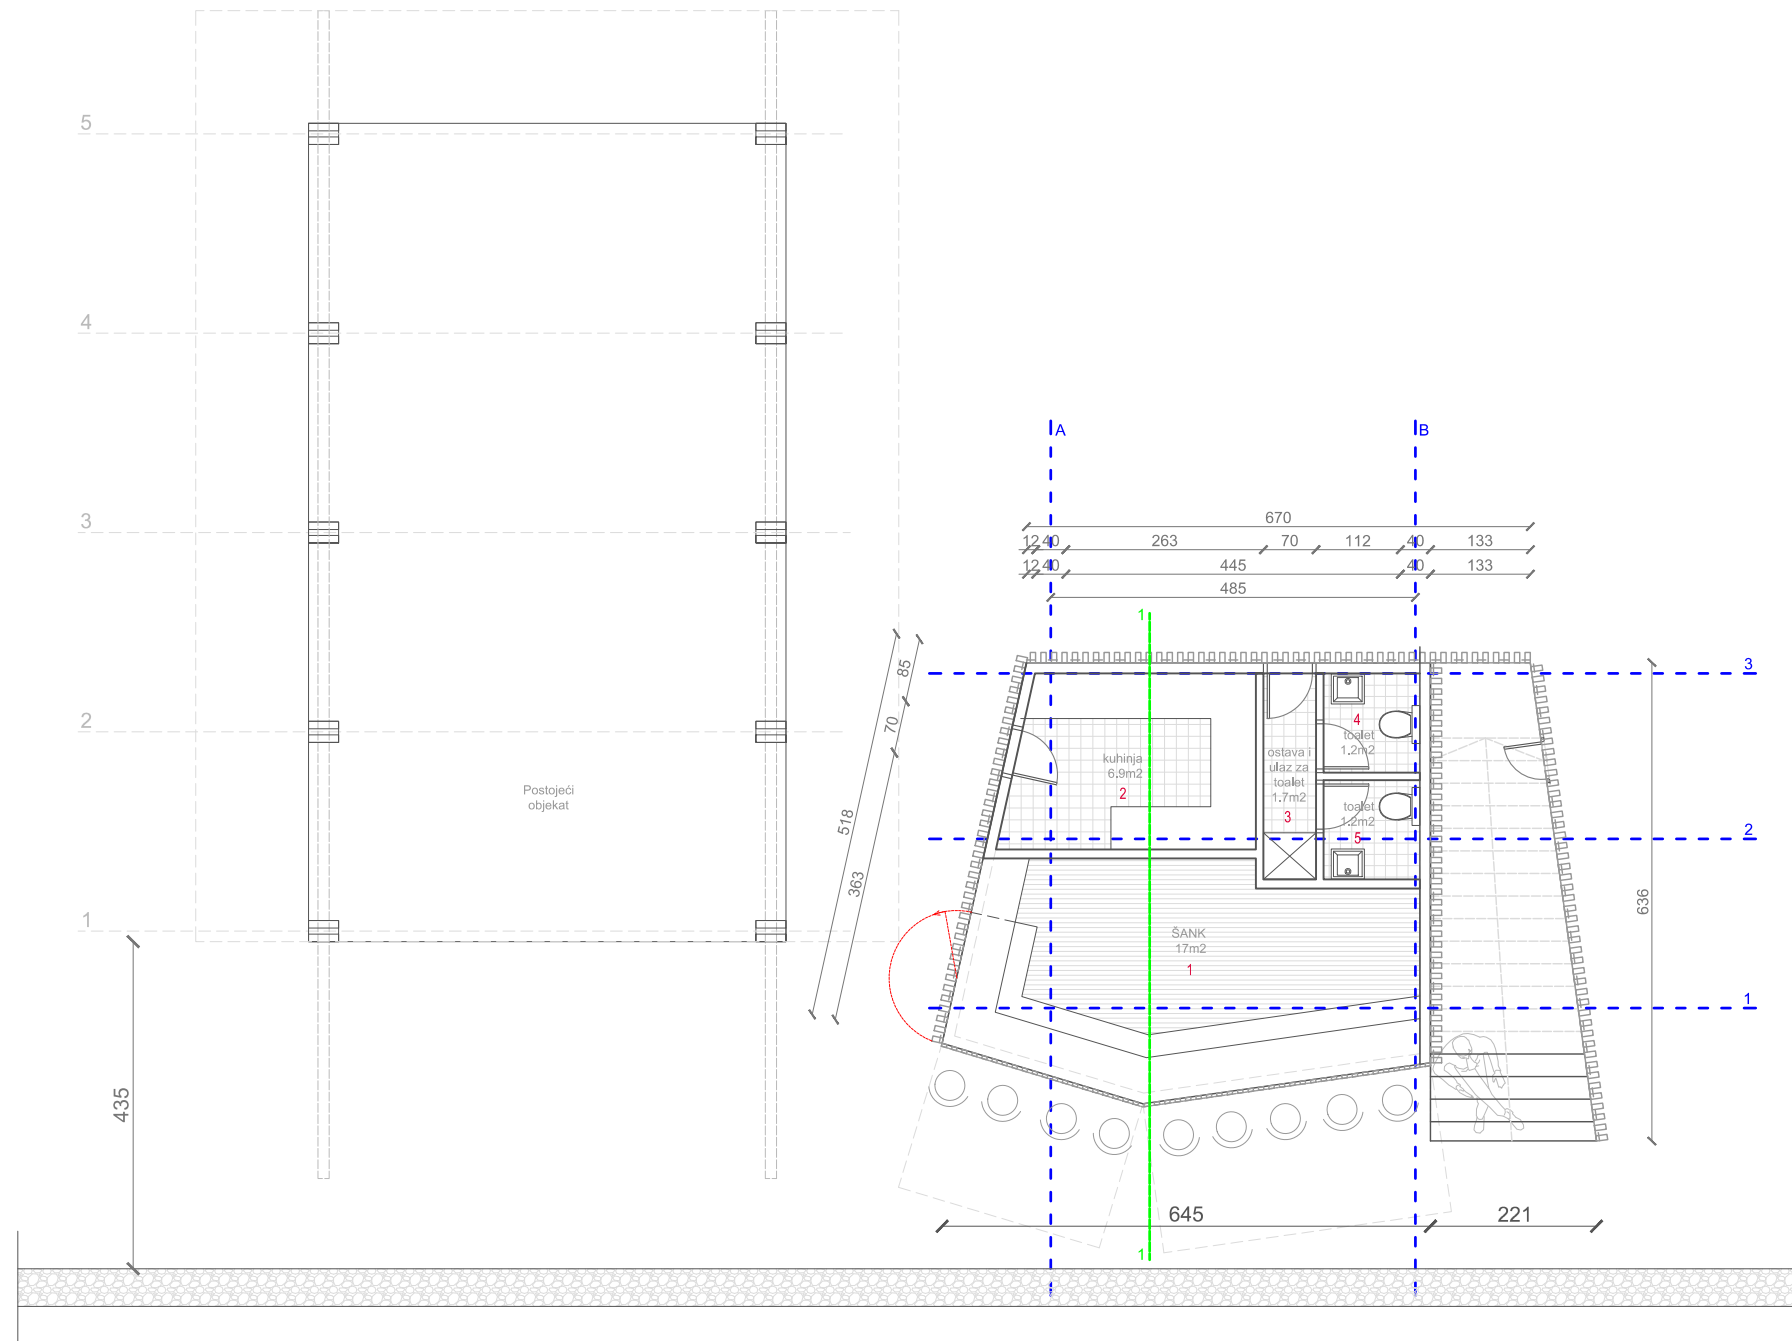 5
4
3
2
1
Postojeći
objekat
435
A
B
670
12 40 263 70 112 40 133
12 40 445 40 133
485
1
3
2
1
85
70
518
363
636
kuhinja
6.9m2
2
ostava i
ulaz za
toalet
1.7m2
3
4
toalet
1.2m2
toalet
1.2m2
5
ŠANK
17m2
1
645
221
1